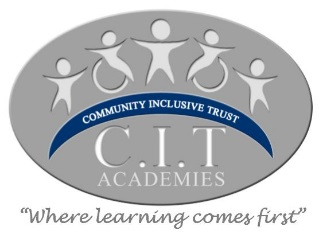 COMMUNITY INCLUSIVE TRUST
C.I.T
ACADEMIES
“Where learning comes first”